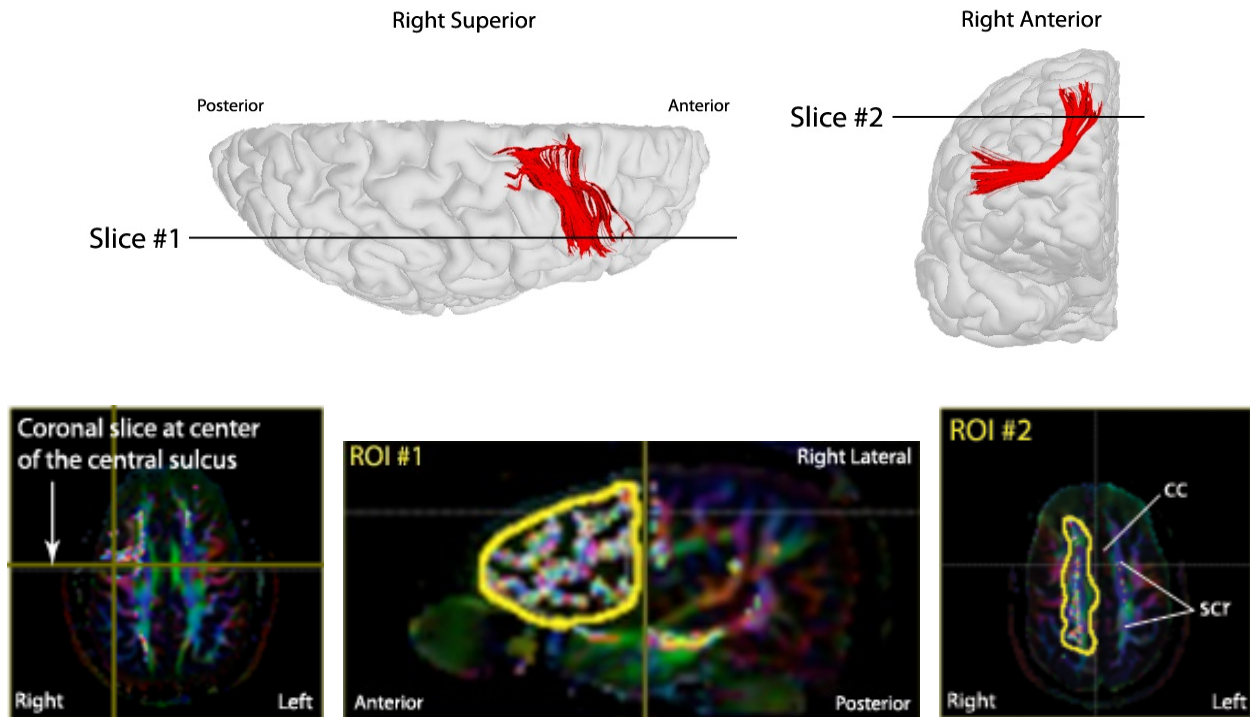 Right Superior
Right Anterior
Posterior
Anterior
Slice #2
Slice #1
Coronal slice at center
of the central sulcus
Right
Left
ROI #1
Right Lateral
Anterior
Posterior
ROI #2
cc
scr
Right
Left